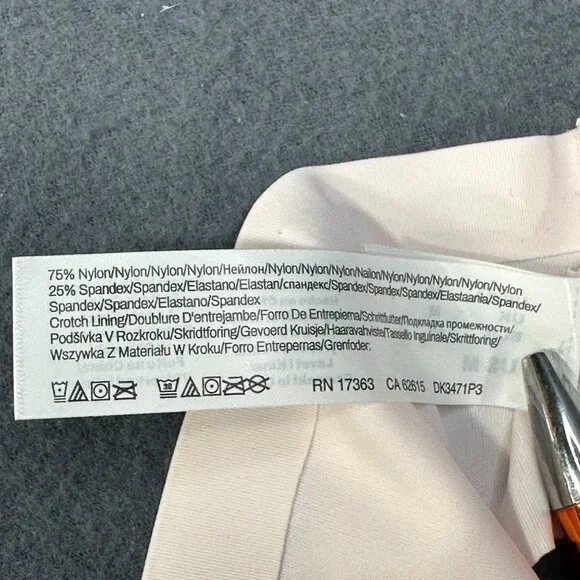 75% Nylon/Nylon/Nylon/Nylon/Нейлон/Nylon/Nylon/Nylon/Nailon/Nylon/Nylon/Nylon/Nylon/Nylon
25% Spandex/Spandex/Elastano/Elastan/спандекс/Spandex/Spandex/Spandex/Elastaania/Spandex/
Spandex/Spandex/Elastano/Spandex
Crotch Lining/Doublure D'entrejambe/Forro De Entrepierna/Schrittfutter/Подкладка промежности/
Podšívka V Rozkroku/Skridtforing/Gevoerd Kruisje/Haaravahviste/Tassello Inguinale/Skrittforing/
Wszywka Z Materiału W Kroku/Forro Entrepernas/Grenfoder.
30
RN 17363 CA 62615 DK3471P3